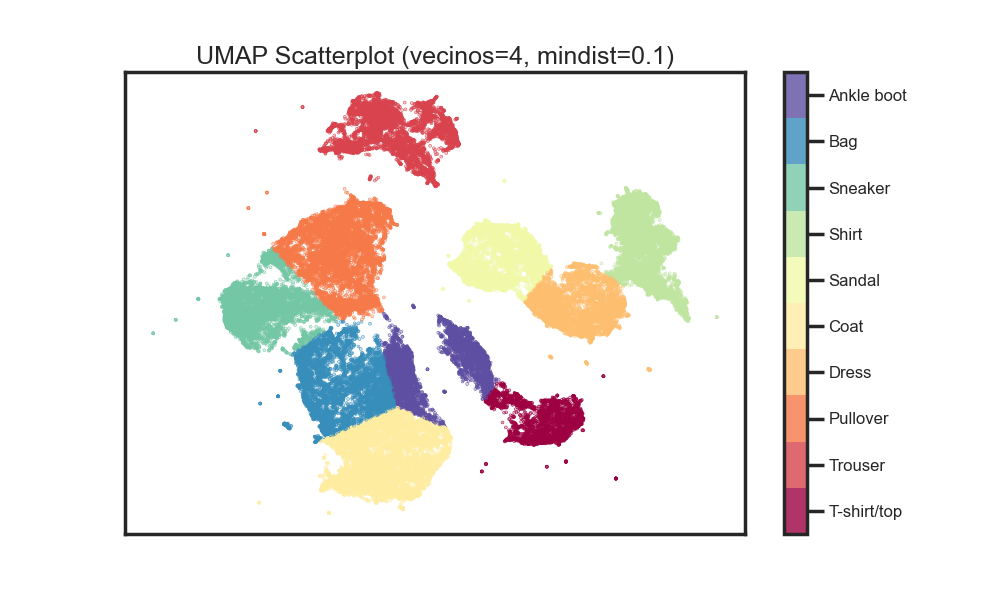 UMAP Scatterplot (vecinos=4, mindist=0.1)
Ankle boot
Bag
Sneaker
Shirt
Sandal
Coat
Dress
Pullover
Trouser
T-shirt/top